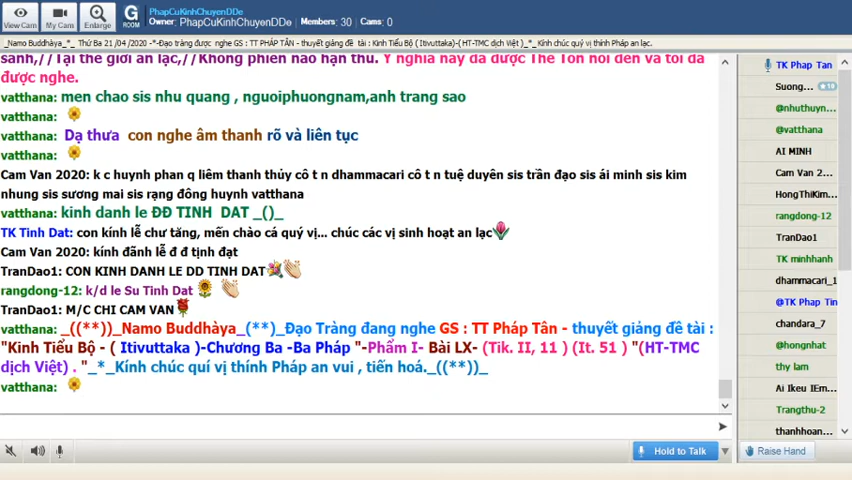 View Cam
My Cam
Enlarge
G
ROOM
PhapCuKinhChuyenDDe
Owner: PhapCuKinhChuyenDDe Members: 30 Cams: 0
_Namo Buddhàya_*_ Thứ Ba 21 /04 /2020 -*-Đạo tràng được nghe GS : TT PHÁP TÂN - thuyết giảng đề tài : Kinh Tiểu Bộ ( Itivuttaka)-( HT-TMC dịch Việt )_*_ Kính chúc quý vị thính Pháp an lạc.
sanh,//Tại thế giới an lạc,//Không phiền não hạn thu. Ý nghĩa này đã được Thế Tôn nói đến và tôi đã
được nghe.
vatthana: men chao sis nhu quang , nguoiphuongnam,anh trang sao
vatthana:
vatthana: Dạ thưa con nghe âm thanh rõ và liên tục
vatthana:
Cam Van 2020: k c huynh phan q liêm thanh thủy cô t n dhammacari cô t n tuệ duyên sis trần đạo sis ái minh sis kim
nhung sis sương mai sis rạng đông huynh vatthana
vatthana: kinh danh le ĐĐ TINH DAT _()_
TK Tinh Dat: con kính lễ chư tăng, mến chào cá quý vị... chúc các vị sinh hoạt an lạc
Cam Van 2020: kính đãnh lễ đ đ tịnh đạt
TranDao1: CON KINH DANH LE DD TINH DAT
rangdong-12: k/d le Su Tinh Dat
TranDao1: M/C CHI CAM VAN
vatthana: _((**))_Namo Buddhàya_(**)_Đạo Tràng đang nghe GS : TT Pháp Tân - thuyết giảng đề tài :
"Kinh Tiểu Bộ - ( Itivuttaka )-Chương Ba -Ba Pháp "-Phẩm I- Bài LX- (Tik. II, 11 ) (It. 51 ) "(HT-TMC
dịch Việt) . "_*_Kính chúc quí vị thính Pháp an vui , tiến hoá._((**))_
vatthana:
Hold to Talk
Raise Hand
TK Phap Tan
Suong... 10
@nhuthuyn...
@vatthana
AI MINH
Cam Van 2...
HongThiKim...
rangdong-12
TranDao1
TK minhhanh
dhammacari_1
@TK Phap Tin
chandara_7
@hongnhat
thy lam
Ai Ikeu IEm...
Trangthu-2
thanhhoan...